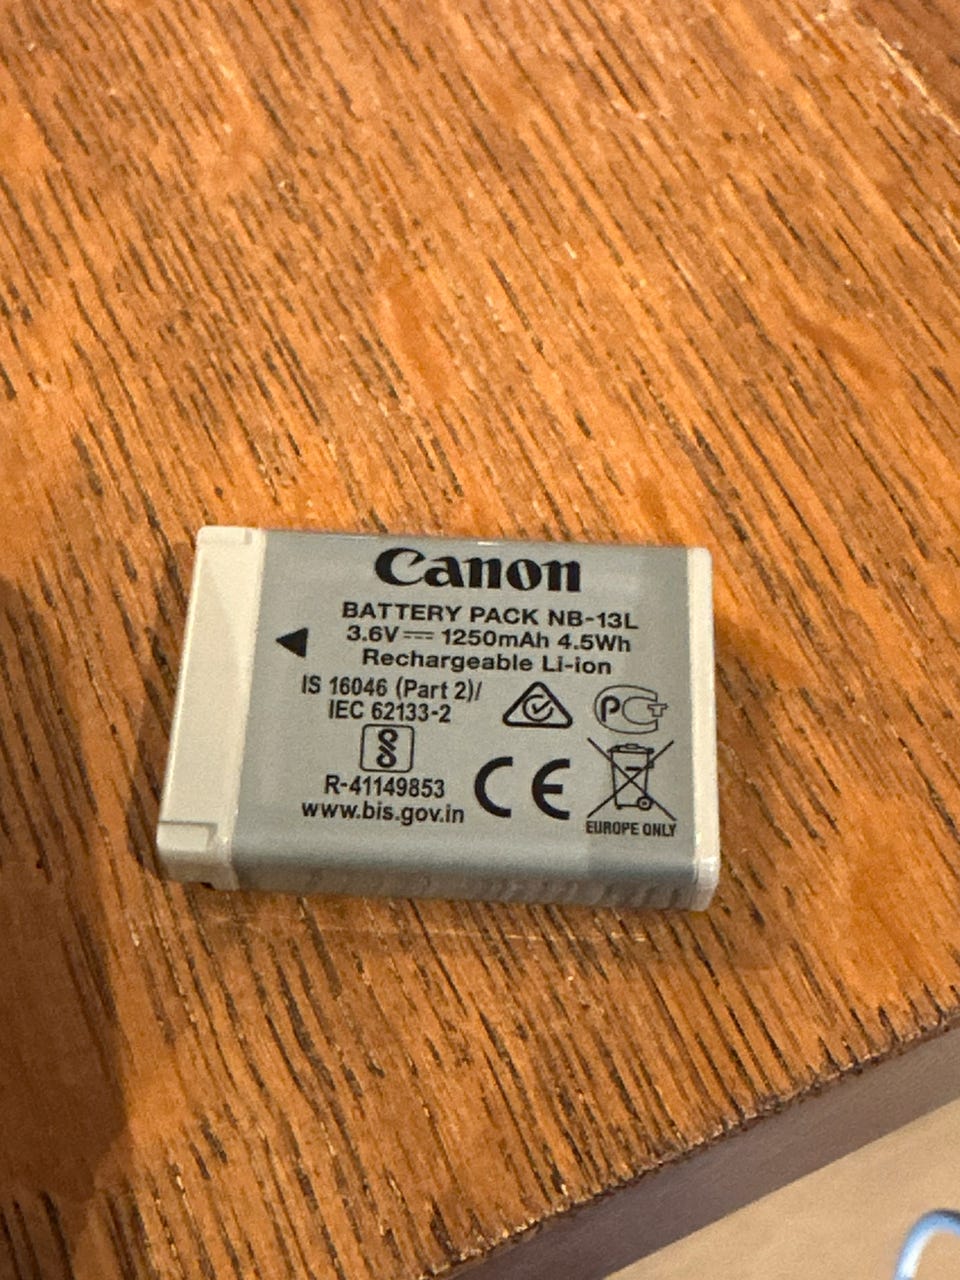 Canon
BATTERY PACK NB-13L
3.6V⎓ 1250mAh 4.5Wh
Rechargeable Li-ion
IS 16046 (Part 2)/
IEC 62133-2
R-41149853
www.bis.gov.in
PCT
CE
EUROPE ONLY